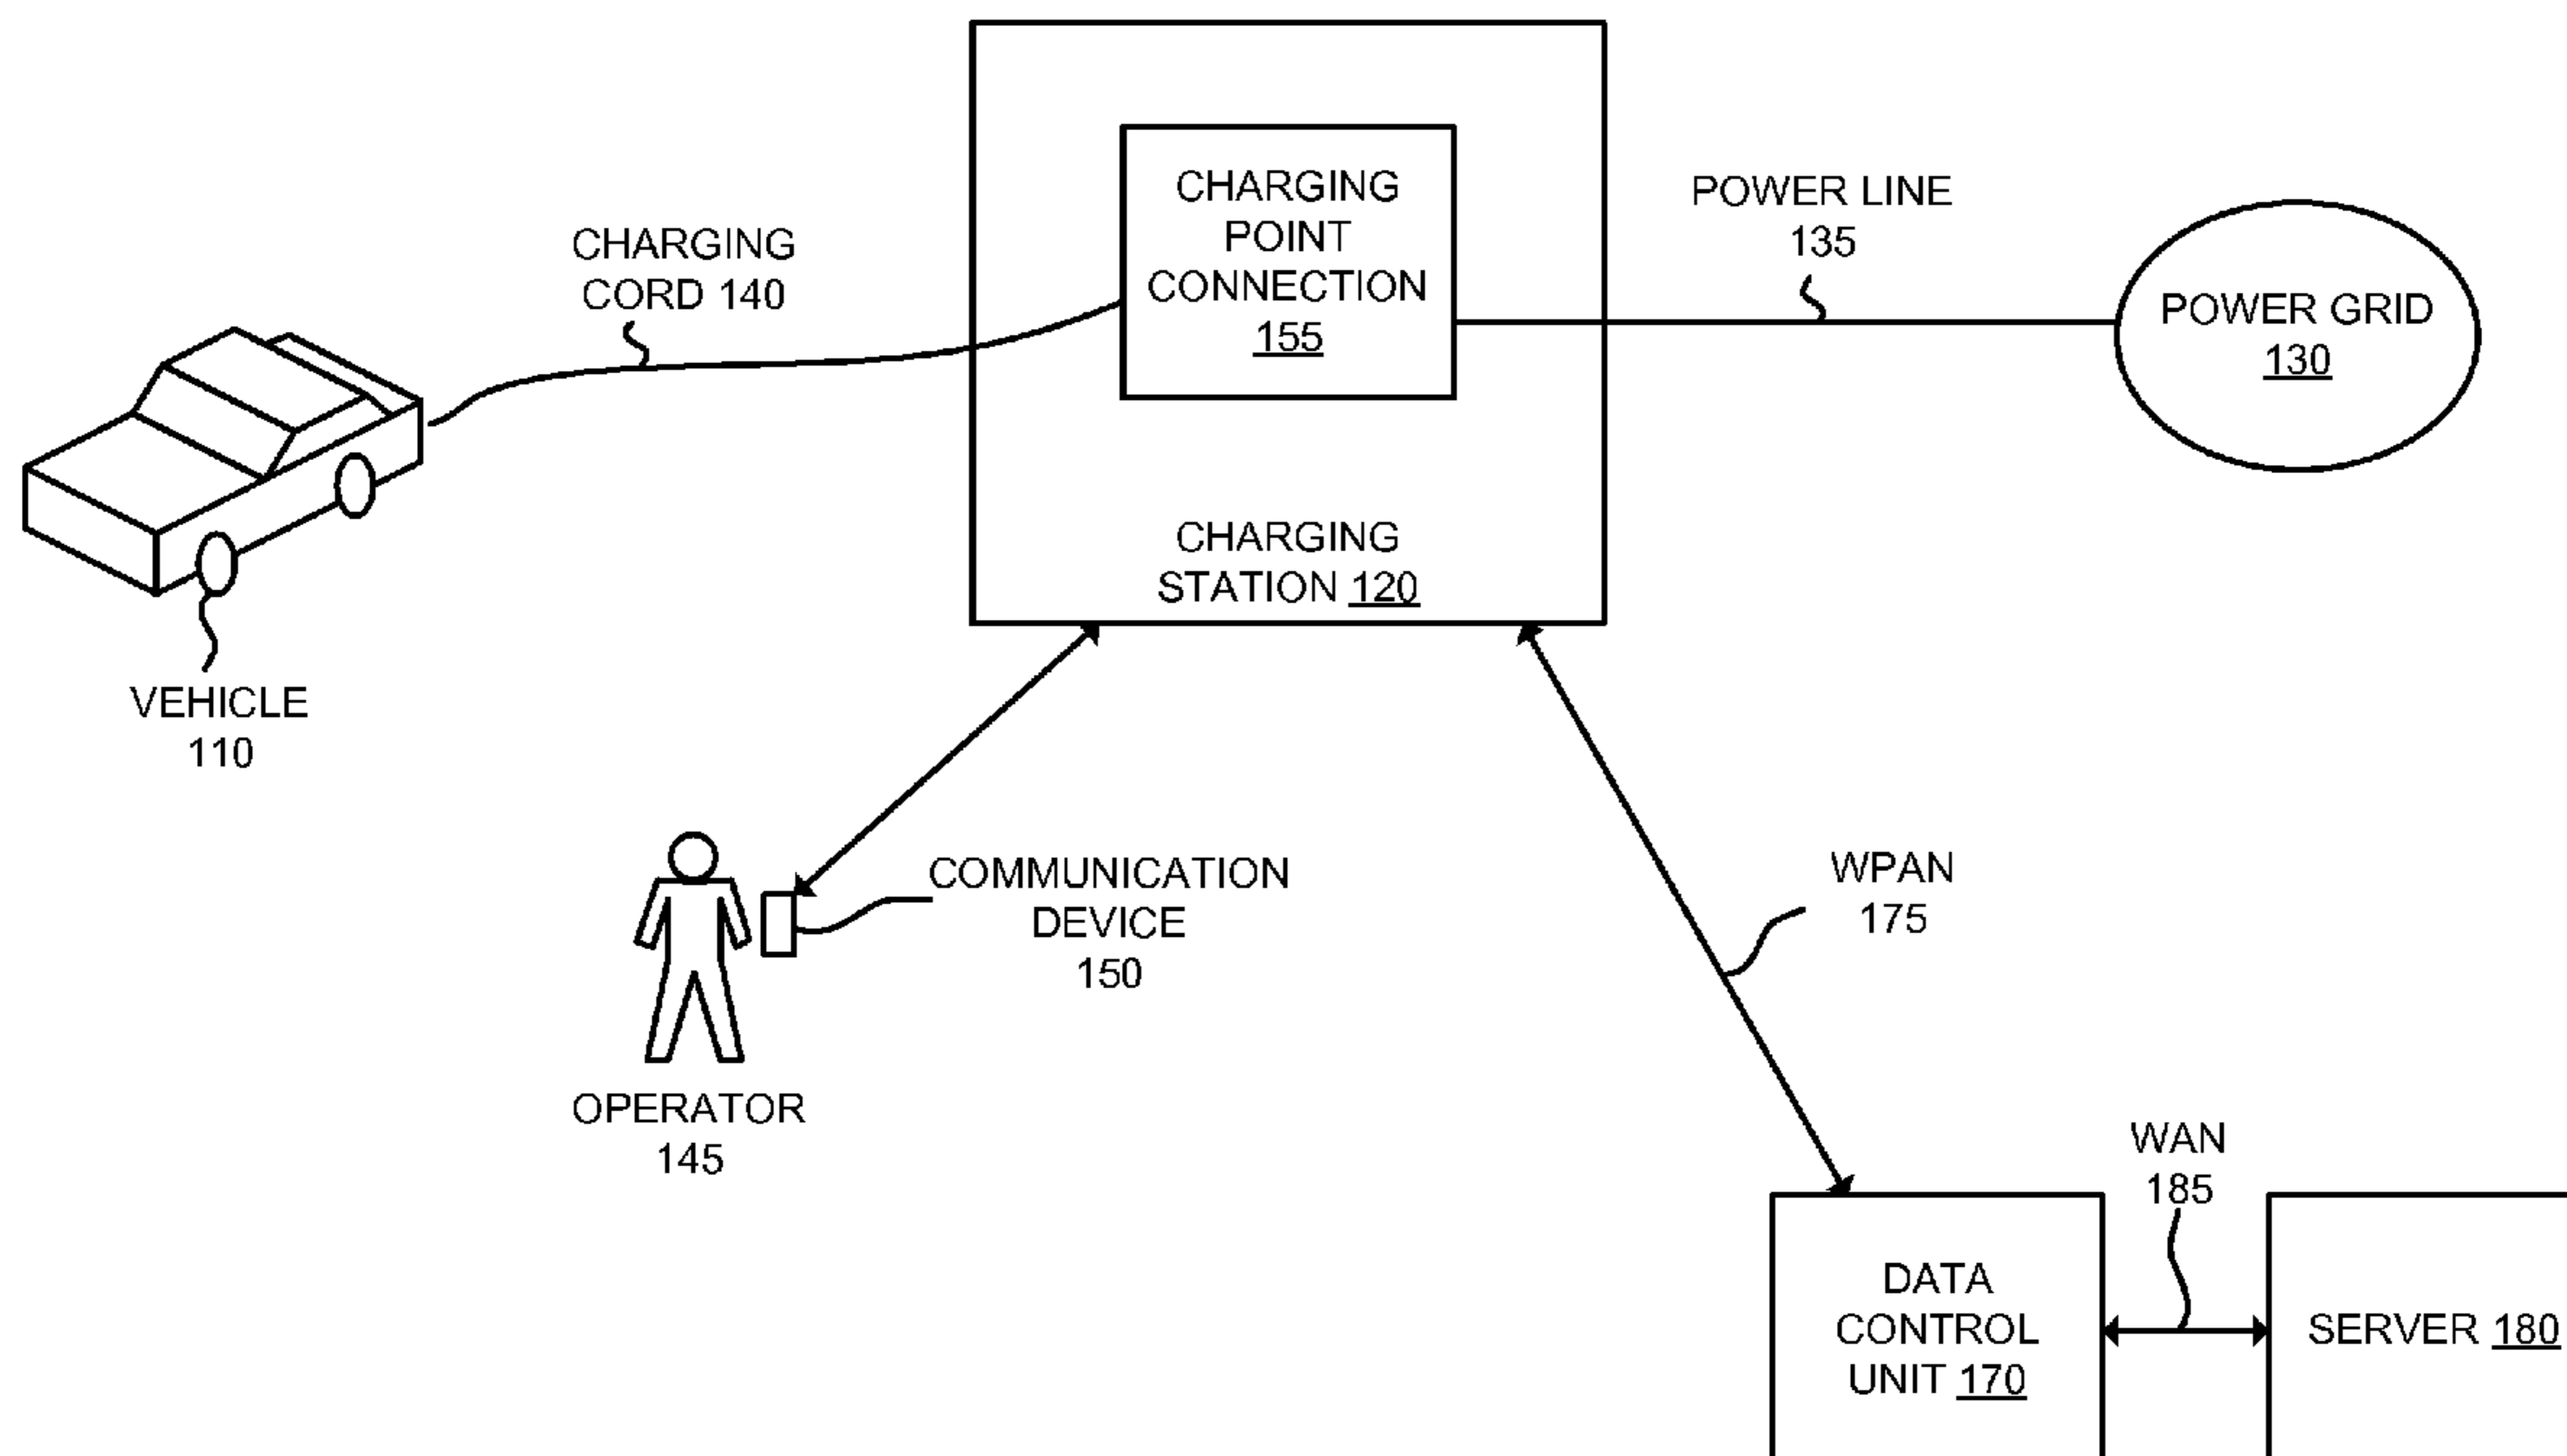 CHARGING
POINT
CONNECTION
155
POWER LINE
135
CHARGING
CORD 140
POWER GRID
130
CHARGING
STATION 120
VEHICLE
110
COMMUNICATION
DEVICE
150
WPAN
175
OPERATOR
145
WAN
185
DATA
CONTROL
UNIT 170
SERVER 180